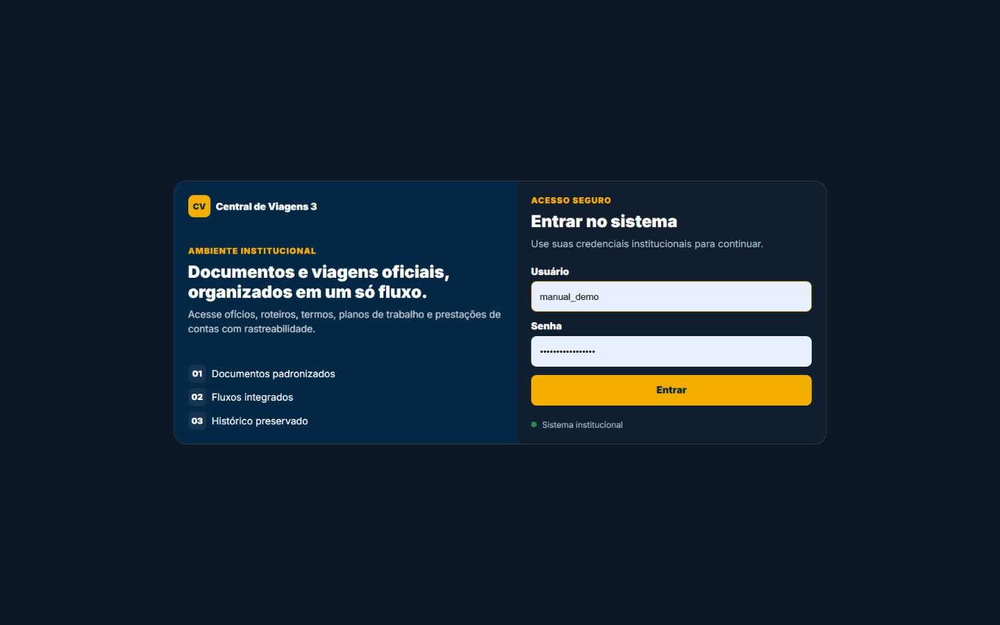 CV Central de Viagens 3
AMBIENTE INSTITUCIONAL
Documentos e viagens oficiais,
organizados em um só fluxo.
Acesse ofícios, roteiros, termos, planos de trabalho e prestações de
contas com rastreabilidade.
01 Documentos padronizados
02 Fluxos integrados
03 Histórico preservado
ACESSO SEGURO
Entrar no sistema
Use suas credenciais institucionais para continuar.
Usuário
manual_demo
Senha
•••••••••••••••••
Entrar
Sistema institucional